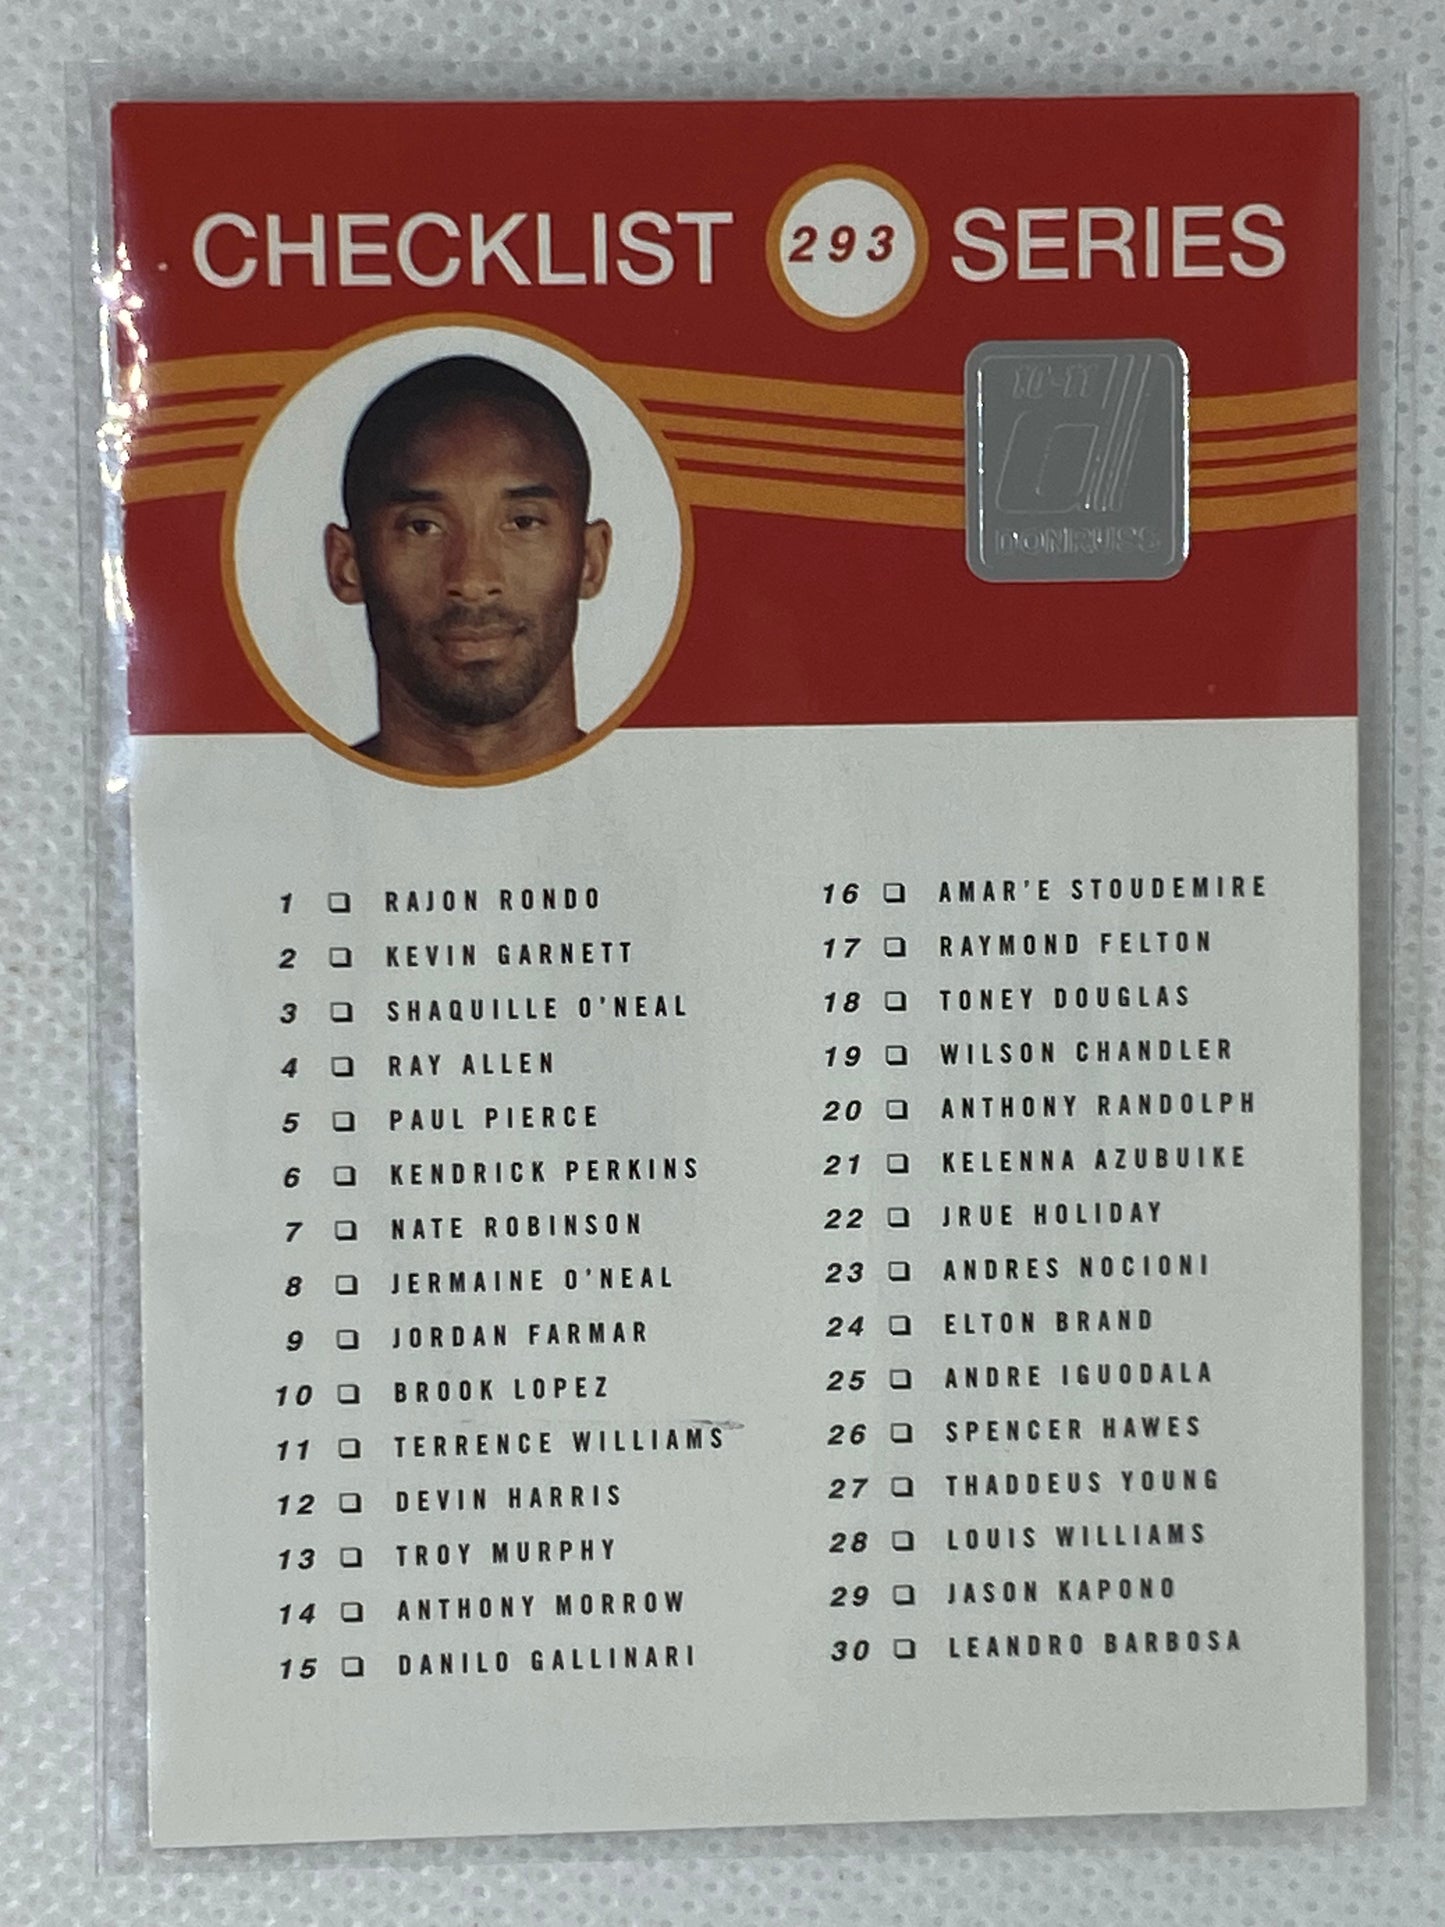 CHECKLIST 293 SERIES
10-11
d
DONRUSS
1 RAJON RONDO
2 KEVIN GARNETT
3 SHAQUILLE O'NEAL
4 RAY ALLEN
5 PAUL PIERCE
6 KENDRICK PERKINS
7 NATE ROBINSON
8 JERMAINE O'NEAL
9 JORDAN FARMAR
10 BROOK LOPEZ
11 TERRENCE WILLIAMS
12 DEVIN HARRIS
13 TROY MURPHY
14 ANTHONY MORROW
15 DANILO GALLINARI
16 AMAR'E STOUDEMIRE
17 RAYMOND FELTON
18 TONEY DOUGLAS
19 WILSON CHANDLER
20 ANTHONY RANDOLPH
21 KELENNA AZUBUIKE
22 JRUE HOLIDAY
23 ANDRES NOCIONI
24 ELTON BRAND
25 ANDRE IGUODALA
26 SPENCER HAWES
27 THADDEUS YOUNG
28 LOUIS WILLIAMS
29 JASON KAPONO
30 LEANDRO BARBOSA